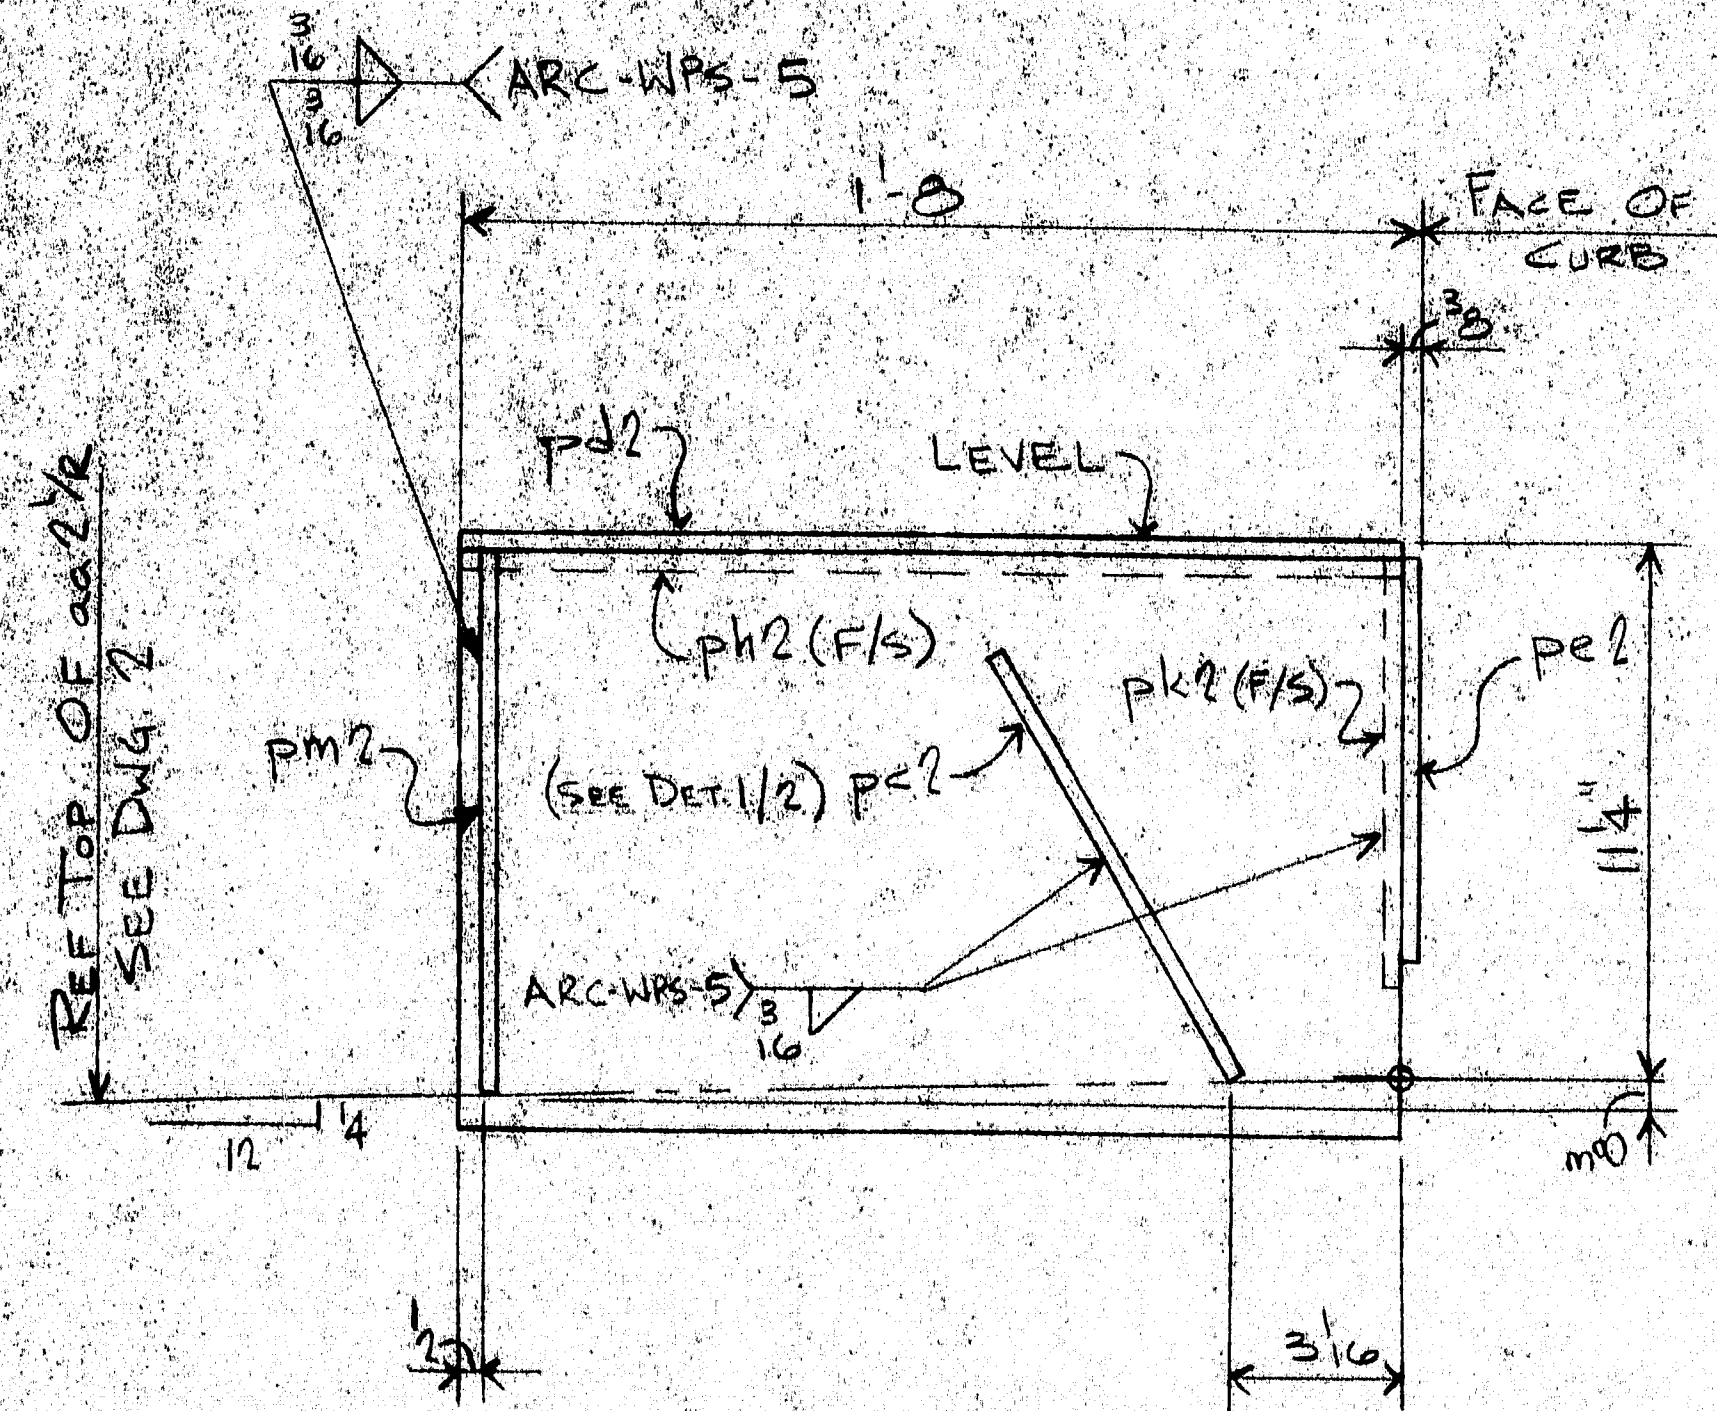 3/16
3/16
ARC-WPS-5
1'-8
FACE OF
CURB
3/8
pd2
LEVEL
REF TOP OF aa2 L/R
SEE DWG 2
ph2 (F/S)
pk2 (F/S)
pe2
pm2
(SEE DET. 1/2) pc2
11 1/4"
ARC-WPS-5
3/16
1/4
12
3/8
1/2
3 1/16